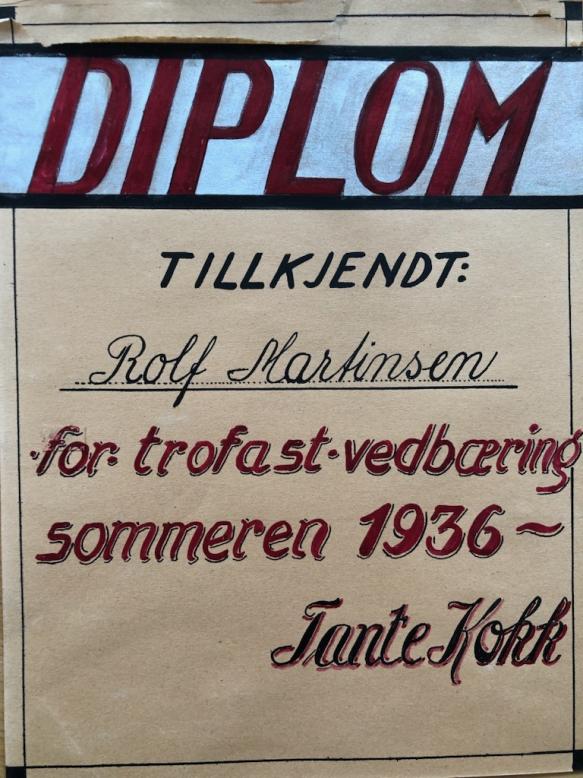 DIPLOM
TILLKJENDT:
Rolf Martinsen
·for· trofast·vedbæring
sommeren 1936~
Tante Kokk